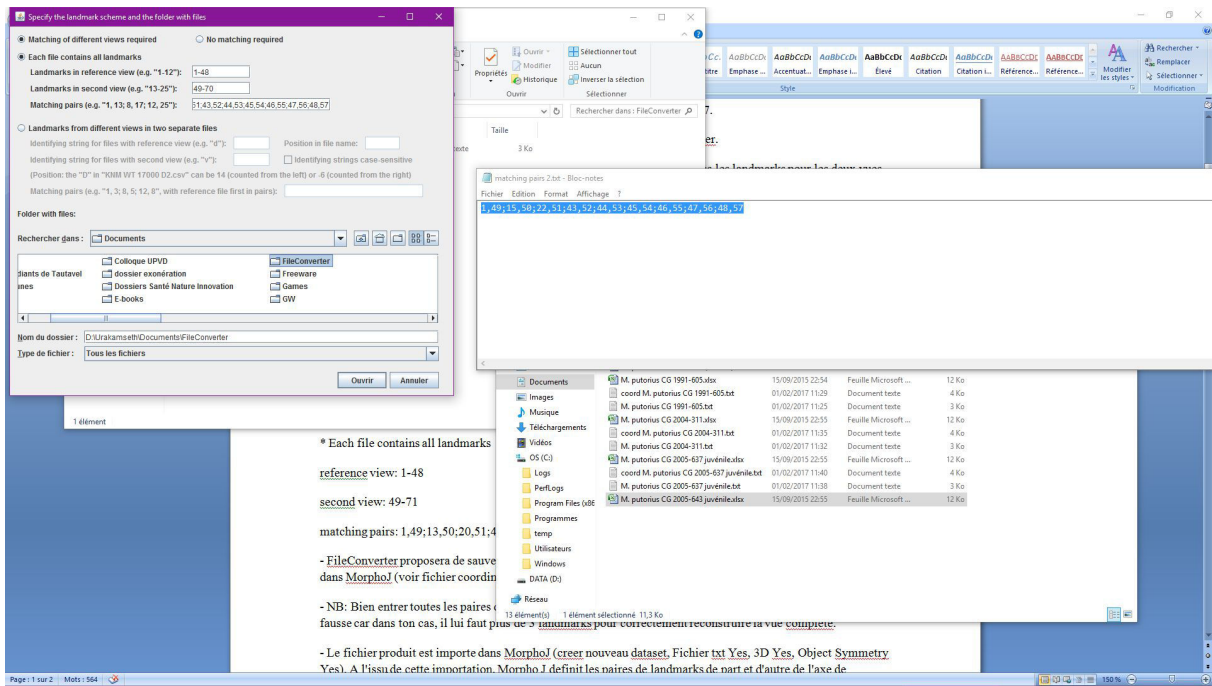 Specify the landmark scheme and the folder with files
Matching of different views required
No matching required
Each file contains all landmarks
Landmarks in reference view (e.g. "1-12"):
1-48
Landmarks in second view (e.g. "13-25"):
49-70
Matching pairs (e.g. "1, 13; 8, 17; 12, 25"):
51;43,52;44,53;45,54;46,55;47,56;48,57
Landmarks from different views in two separate files
Identifying string for files with reference view (e.g. "d"):
Position in file name:
Identifying string for files with second view (e.g. "v"):
Identifying strings case-sensitive
(Position: the "D" in "KNM WT 17000 D2.csv" can be 14 (counted from the left) or -6 (counted from the right)
Matching pairs (e.g. "1, 3; 8, 5; 12, 8", with reference file first in pairs):
Folder with files:
Rechercher dans :
Documents
diants de Tautavel
unes
Colloque UPVD
dossier exonération
Dossiers Santé Nature Innovation
E-books
FileConverter
Freeware
Games
GW
Nom du dossier :
D:\Urakamseth\Documents\FileConverter
Type de fichier :
Tous les fichiers
Ouvrir
Annuler
1 élément
Propriétés
Ouvrir
Modifier
Historique
Ouvrir
Sélectionner tout
Aucun
Inverser la sélection
Sélectionner
Rechercher dans : FileConverter
Taille
3 Ko
titre
AaBbCcDc
Emphase ...
AaBbCcDc
Accentuat...
AaBbCcDc
Emphase i...
AaBbCcDc
Élevé
AaBbCcDc
Citation
AaBbCcDc
Citation i...
AaBbCcDc
Référence...
AaBbCcDc
Référence...
Modifier
les styles
Style
Rechercher
Remplacer
Sélectionner
Modification
matching pairs 2.txt - Bloc-notes
Fichier Edition Format Affichage ?
1,49;15,50;22,51;43,52;44,53;45,54;46,55;47,56;48,57
Documents
Images
Musique
Téléchargements
Vidéos
OS (C:)
Logs
PerfLogs
Program Files (x86
Programmes
temp
Utilisateurs
Windows
DATA (D:)
Réseau
M. putorius CG 1991-605.xlsx 15/09/2015 22:54 Feuille Microsoft ... 12 Ko
coord M. putorius CG 1991-605.txt 01/02/2017 11:29 Document texte 4 Ko
M. putorius CG 1991-605.txt 01/02/2017 11:25 Document texte 3 Ko
M. putorius CG 2004-311.xlsx 15/09/2015 22:55 Feuille Microsoft ... 12 Ko
coord M. putorius CG 2004-311.txt 01/02/2017 11:35 Document texte 4 Ko
M. putorius CG 2004-311.txt 01/02/2017 11:32 Document texte 3 Ko
M. putorius CG 2005-637 juvénile.xlsx 15/09/2015 22:55 Feuille Microsoft ... 12 Ko
coord M. putorius CG 2005-637 juvénile.txt 01/02/2017 11:40 Document texte 4 Ko
M. putorius CG 2005-637 juvénile.txt 01/02/2017 11:38 Document texte 3 Ko
M. putorius CG 2005-643 juvénile.xlsx 15/09/2015 22:55 Feuille Microsoft ... 12 Ko
13 élément(s) 1 élément sélectionné 11,3 Ko
* Each file contains all landmarks
reference view: 1-48
second view: 49-71
matching pairs: 1,49;13,50;20,51;4
- FileConverter proposera de sauve
dans MorphoJ (voir fichier coordin
- NB: Bien entrer toutes les paires
fausse car dans ton cas, il lui faut plus de 3 landmarks pour correctement reconstruire la vue complete.
- Le fichier produit est importe dans MorphoJ (creer nouveau dataset, Fichier txt Yes, 3D Yes, Object Symmetry
Yes). A l'issu de cette importation, Morpho J definit les paires de landmarks de part et d'autre de l'axe de
Page : 1 sur 2 Mots : 564
150 %